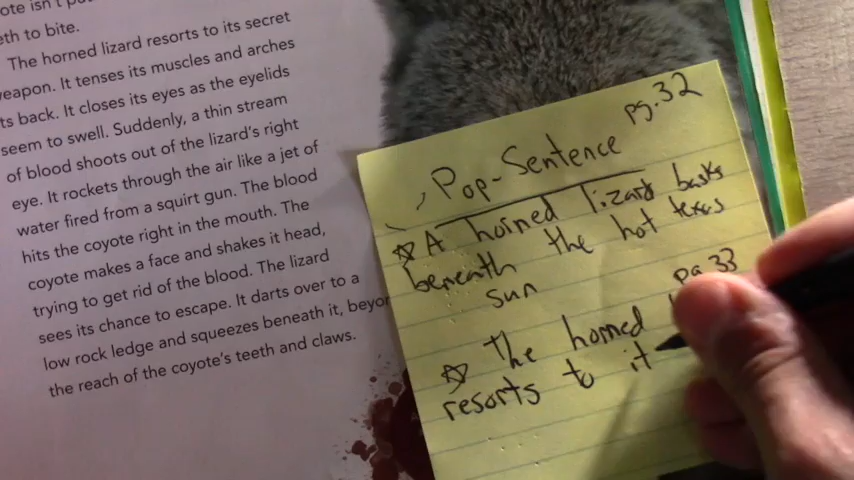 ote isn't
eth to bite.
The horned lizard resorts to its secret
weapon. It tenses its muscles and arches
ts back. It closes its eyes as the eyelids
seem to swell. Suddenly, a thin stream
of blood shoots out of the lizard's right
eye. It rockets through the air like a jet of
water fired from a squirt gun. The blood
hits the coyote right in the mouth. The
coyote makes a face and shakes it head,
trying to get rid of the blood. The lizard
sees its chance to escape. It darts over to a
low rock ledge and squeezes beneath it, beyon
the reach of the coyote's teeth and claws.
pg.32
Pop-Sentence
☆ A horned lizard basks
beneath the hot texas
sun
pg 33
☆ The horned
resorts to it